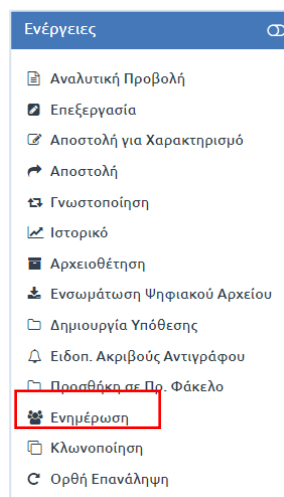 Ενέργειες
Αναλυτική Προβολή
Επεξεργασία
Αποστολή για Χαρακτηρισμό
Αποστολή
Γνωστοποίηση
Ιστορικό
Αρχειοθέτηση
Ενσωμάτωση Ψηφιακού Αρχείου
Δημιουργία Υπόθεσης
Ειδοπ. Ακριβούς Αντιγράφου
Προσθήκη σε Πρ. Φάκελο
Ενημέρωση
Κλωνοποίηση
Ορθή Επανάληψη